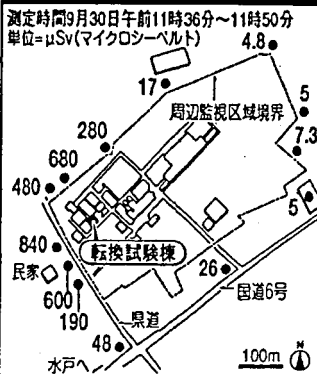 測定時間9月30日午前11時36分〜11時50分
単位=μSv(マイクロシーベルト)
4.8
17
周辺監視区域境界
5
7.3
280
680
480
5
840
転換試験棟
民家
600
26
190
国道6号
県道
48
水戸へ
100m
N